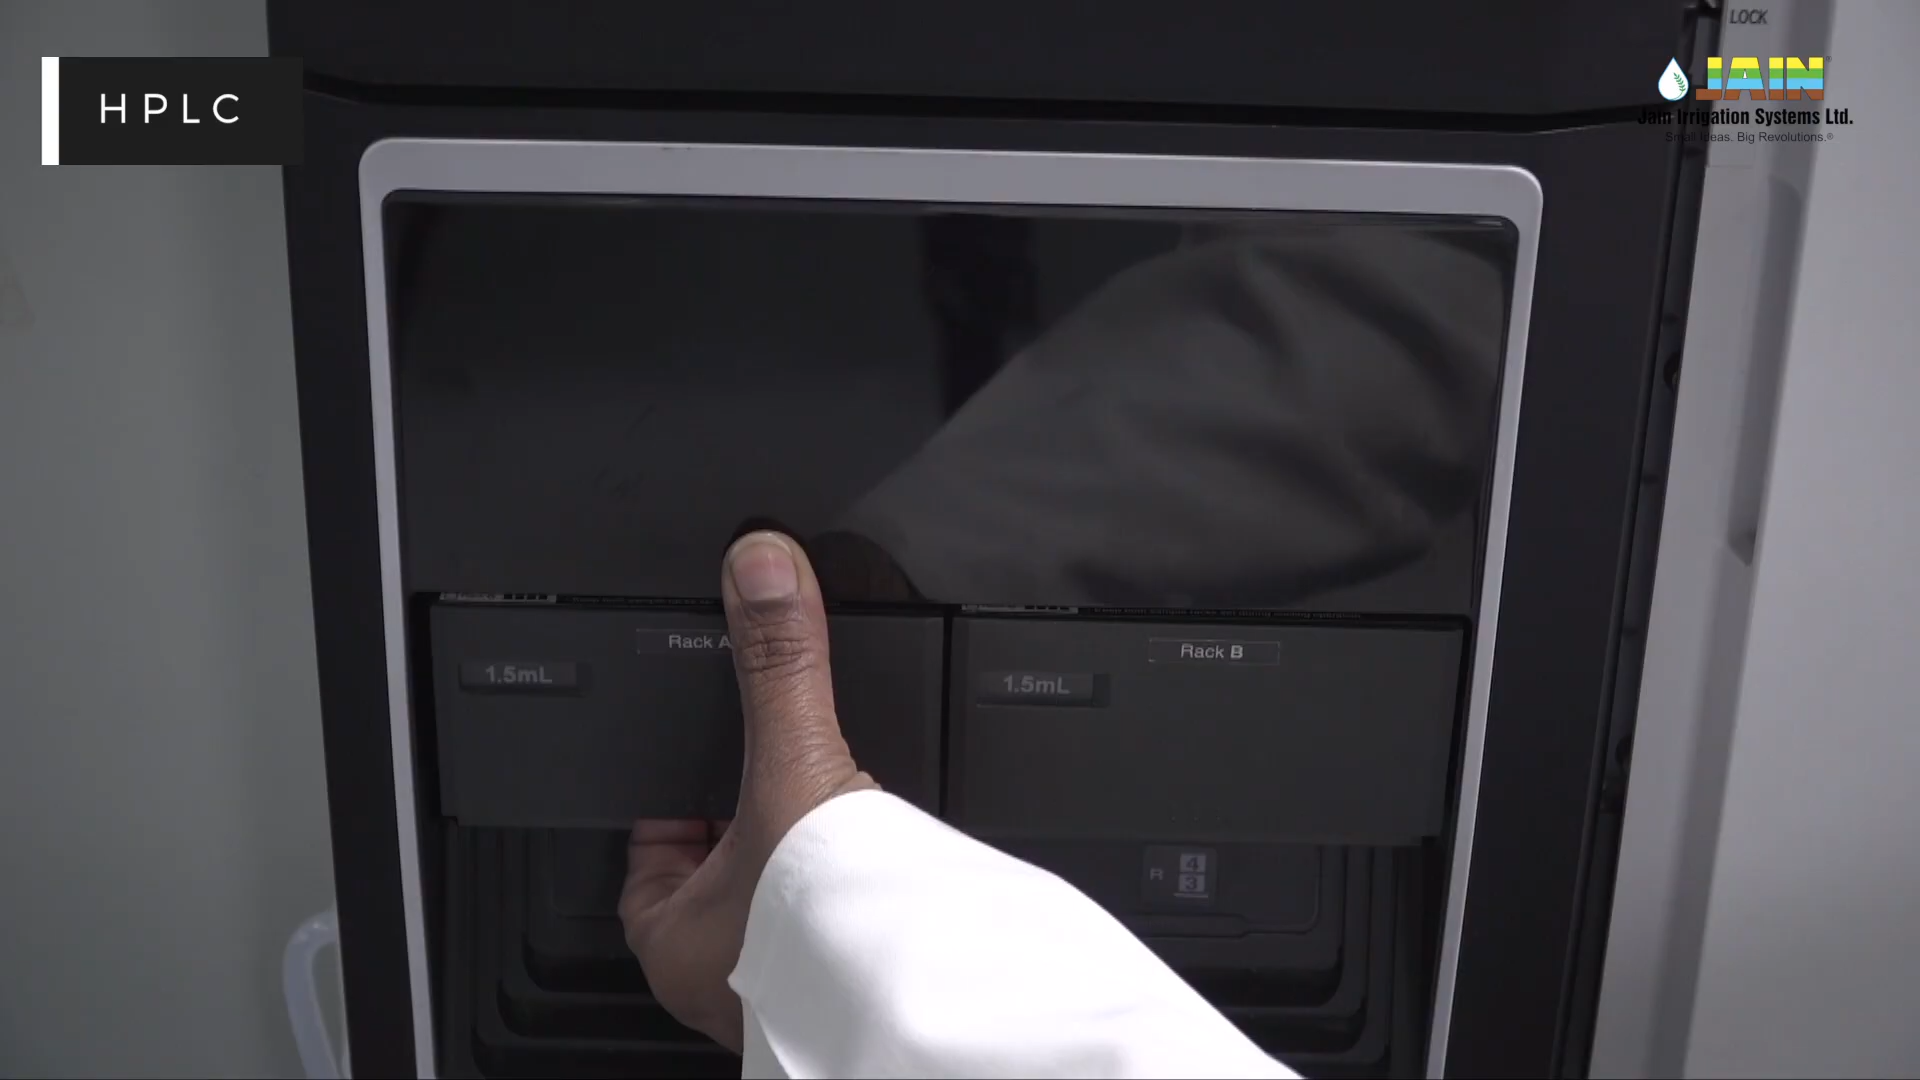 HPLC
LOCK
JAIN
Jain Irrigation Systems Ltd.
Small Ideas. Big Revolutions.®
Rack A
1.5mL
Rack B
1.5mL
R 4
3